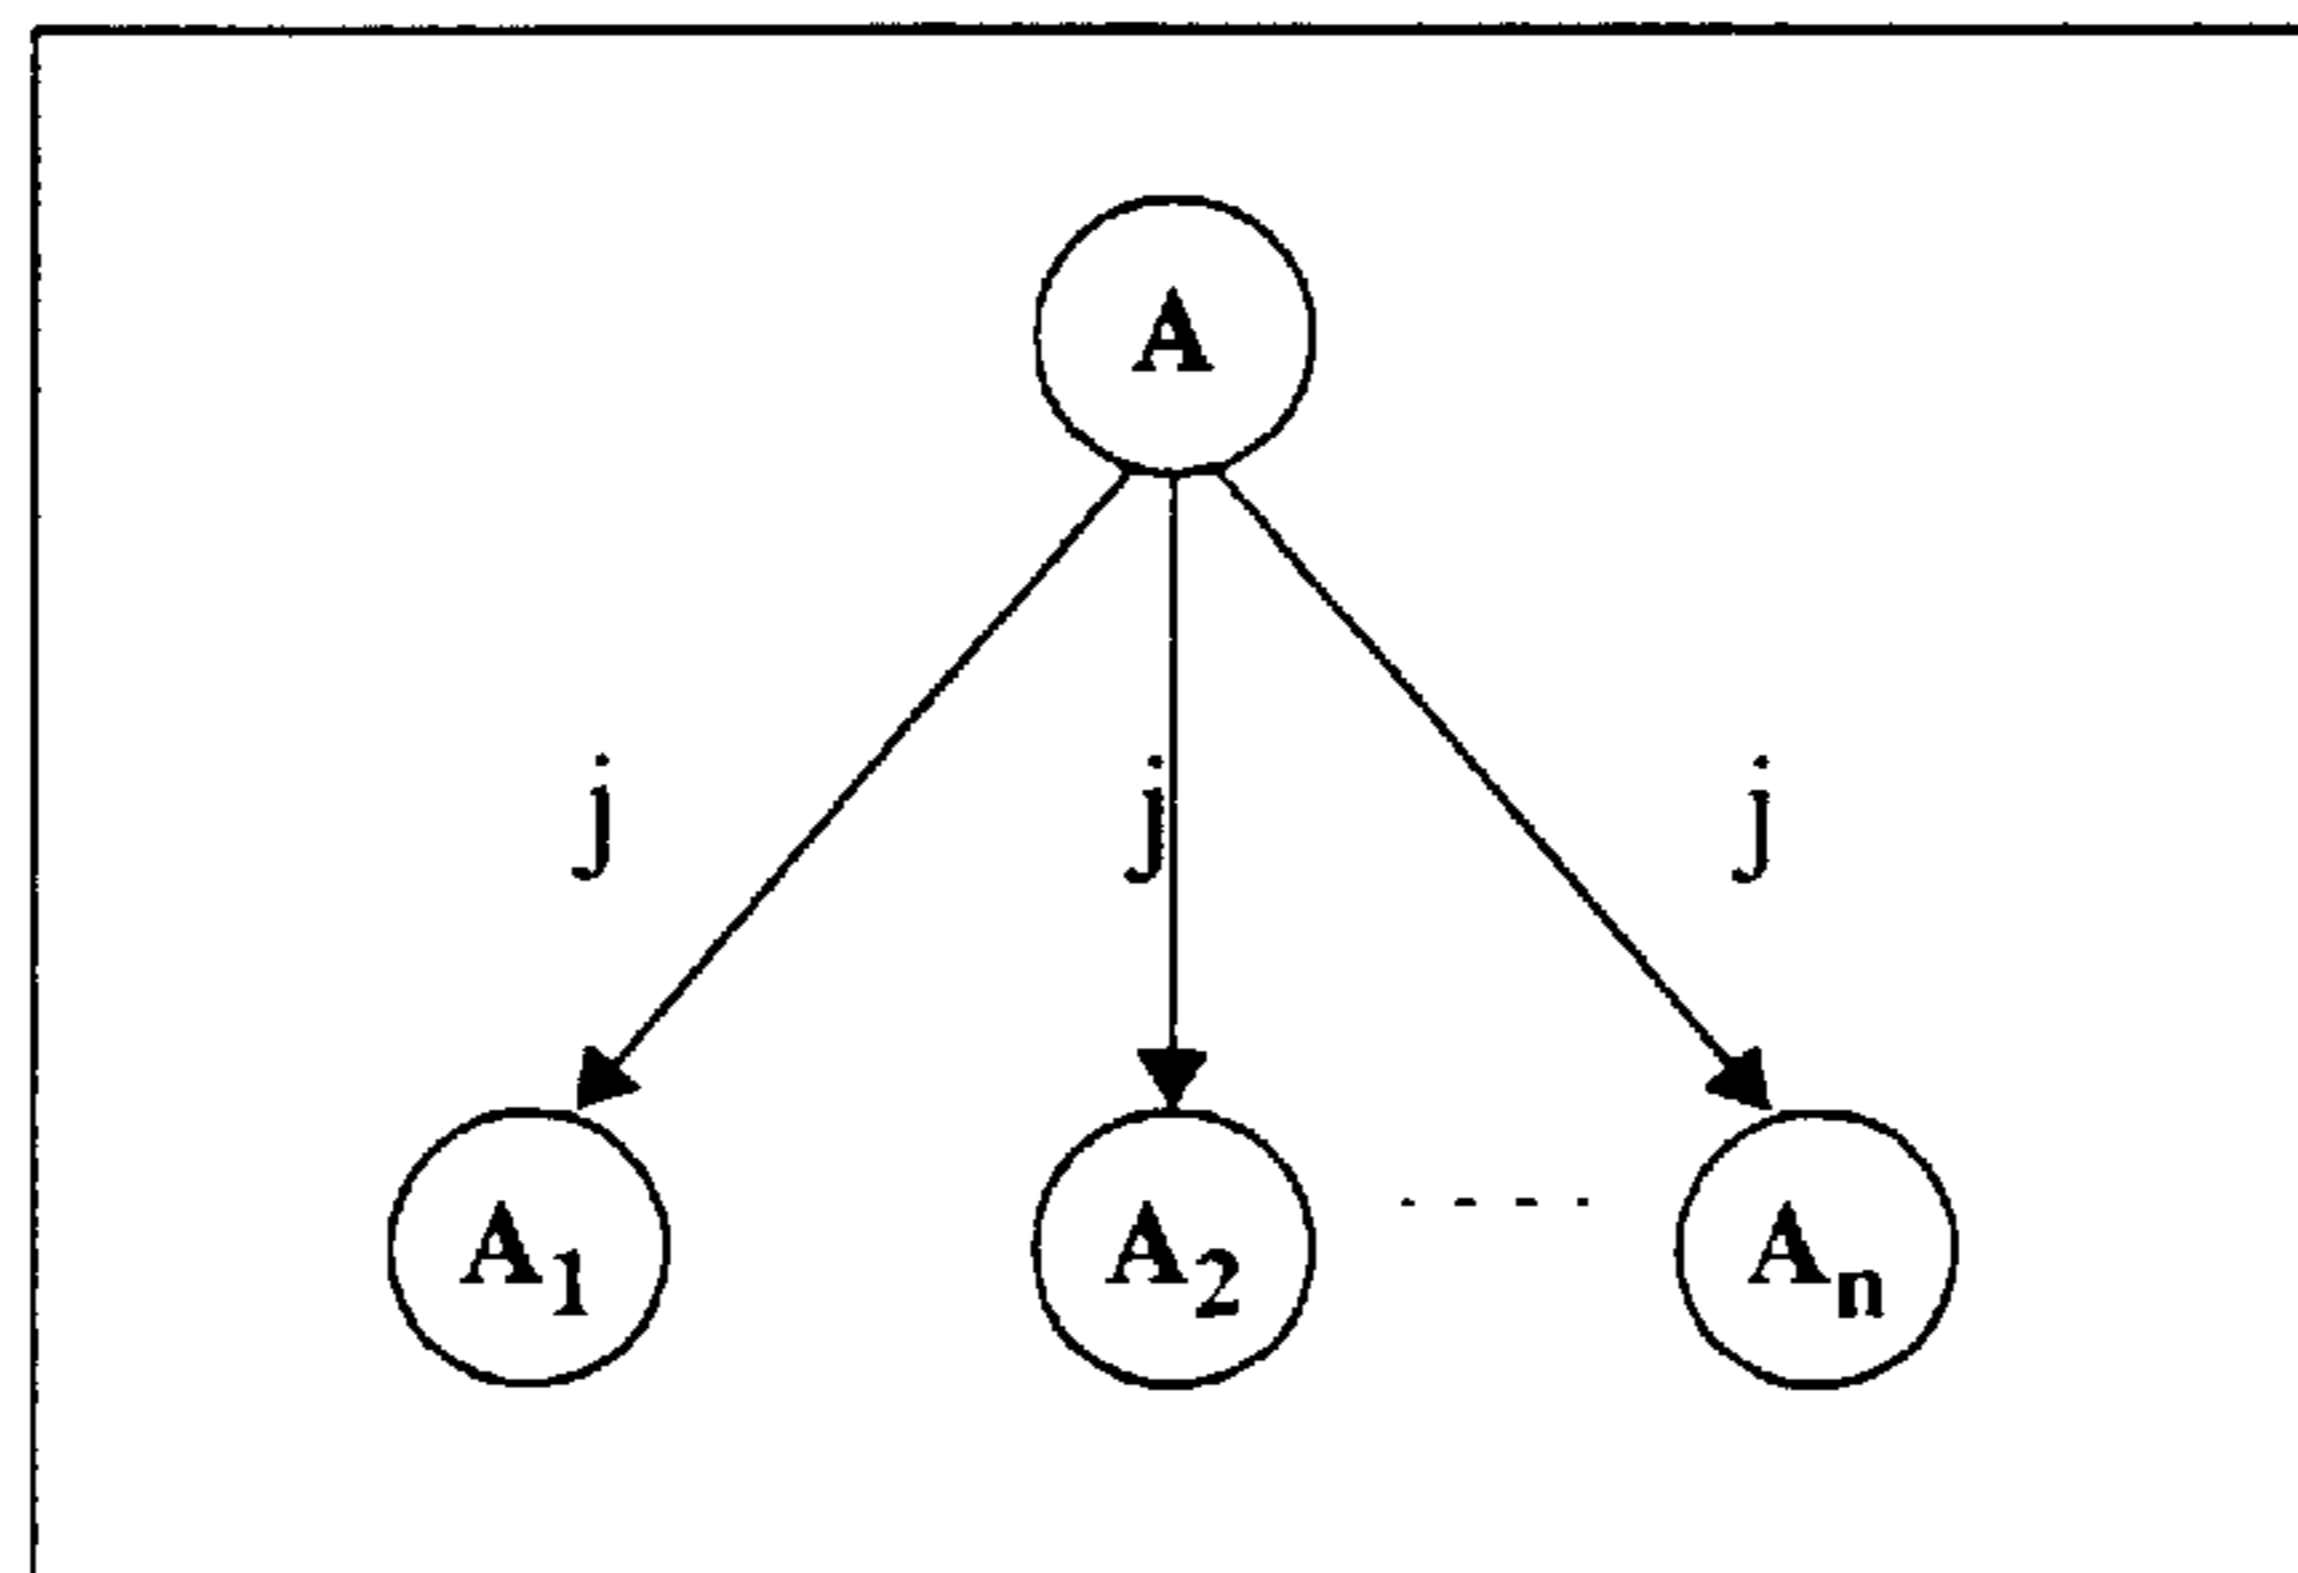 A
j j j
A1 A2 . . . . An